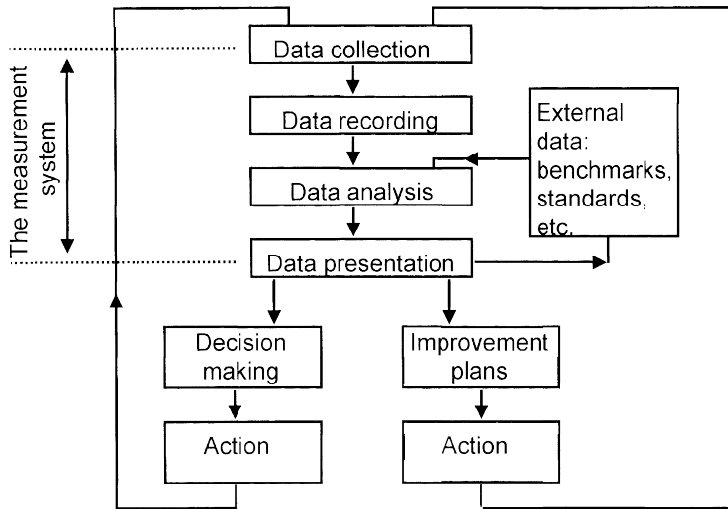 Data collection
The measurement
system
Data recording
External
data:
benchmarks,
standards,
etc.
Data analysis
Data presentation
Decision
making
Improvement
plans
Action
Action